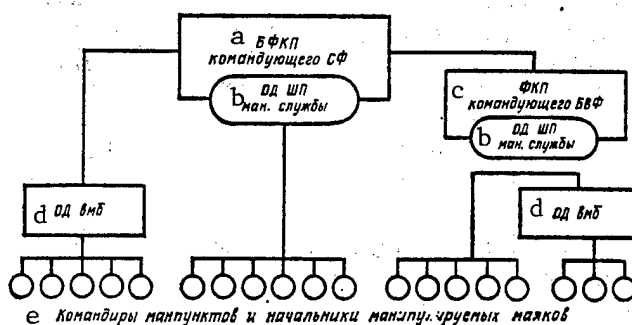 a БФКП
командующего СФ
b ОД ШП
ман. службы
c ФКП
командующего БВФ
b ОД ШП
ман. службы
d ОД вмб
d ОД вмб
e Командиры манпунктов и начальники манипулируемых маяков